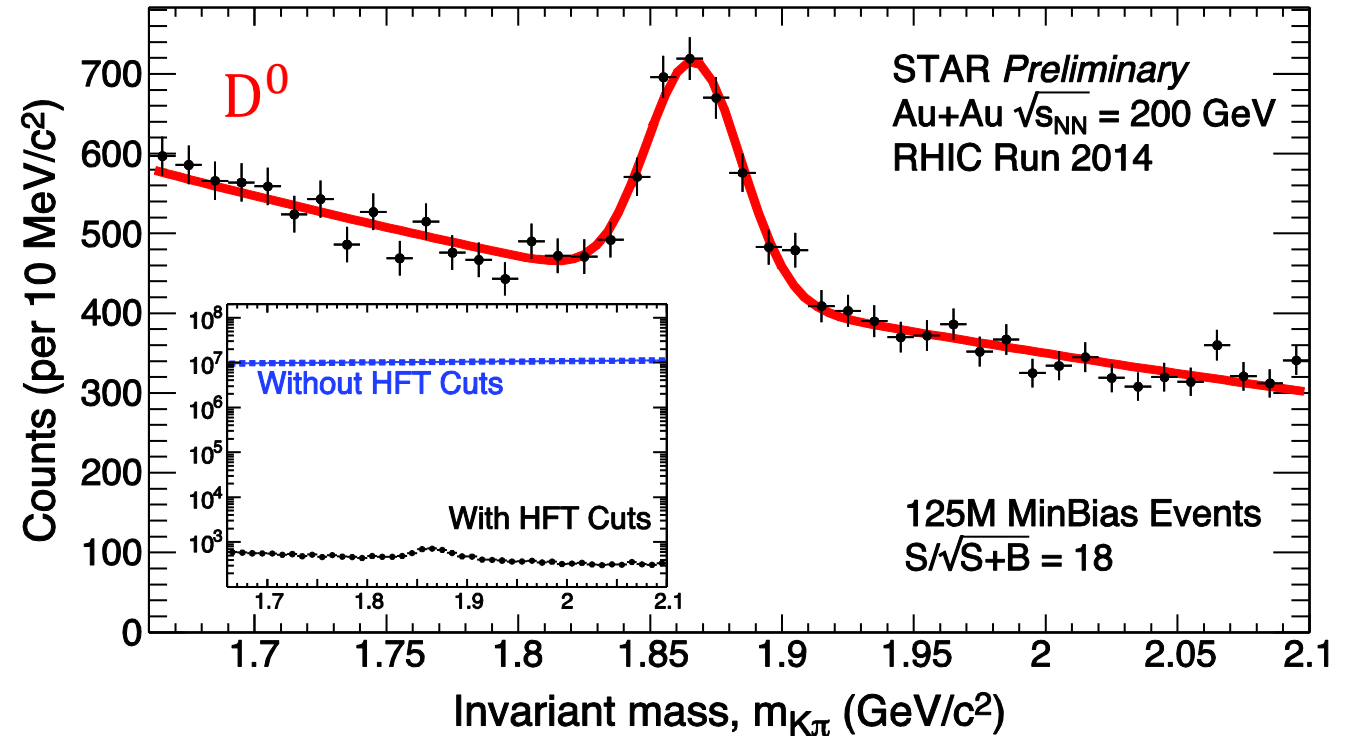 D⁰
STAR Preliminary
Au+Au √sNN = 200 GeV
RHIC Run 2014
Counts (per 10 MeV/c²)
700
600
500
400
300
200
100
0
10⁸
10⁷
10⁶
10⁵
10⁴
10³
Without HFT Cuts
With HFT Cuts
1.7 1.8 1.9 2 2.1
125M MinBias Events
S/√S+B = 18
1.7 1.75 1.8 1.85 1.9 1.95 2 2.05 2.1
Invariant mass, mKπ (GeV/c²)